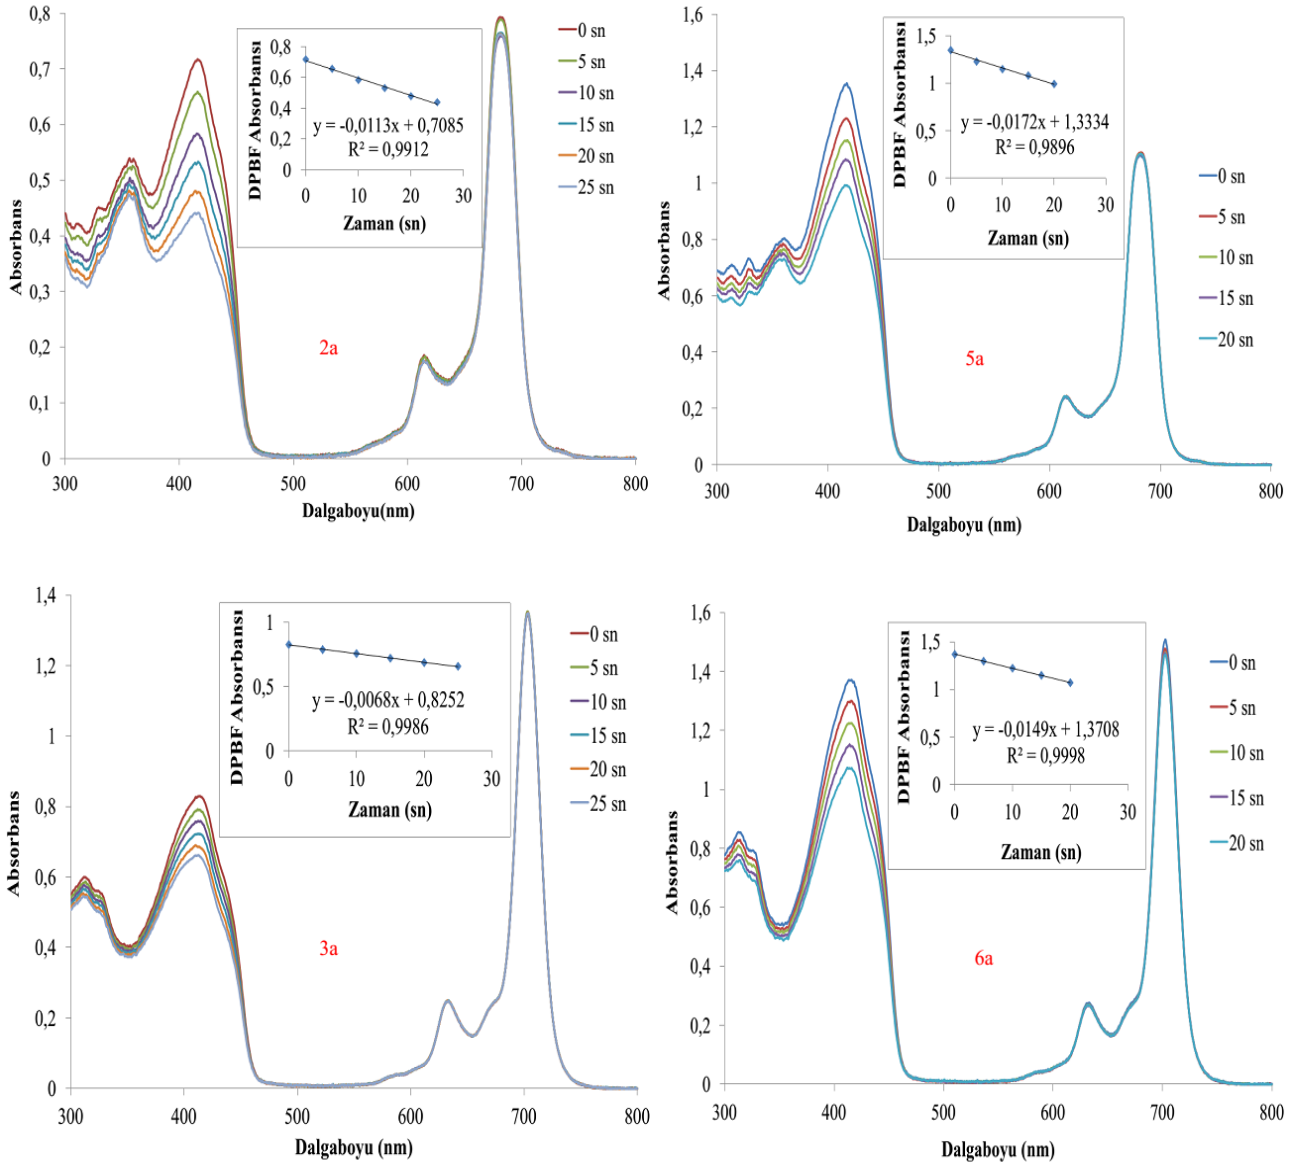 0,8
0,7
0,6
0,5
0,4
0,3
0,2
0,1
0
300
400
500
600
700
800
Absorbans
Dalgaboyu(nm)
2a
0 sn
5 sn
10 sn
15 sn
20 sn
25 sn
DPBF Absorbansı
0,8
0,6
0,4
0,2
0
0
10
20
30
y = -0,0113x + 0,7085
R² = 0,9912
Zaman (sn)
1,6
1,4
1,2
1
0,8
0,6
0,4
0,2
0
300
400
500
600
700
800
Absorbans
Dalgaboyu (nm)
5a
0 sn
5 sn
10 sn
15 sn
20 sn
DPBF Absorbansı
1,5
1
0,5
0
0
10
20
30
y = -0,0172x + 1,3334
R² = 0,9896
Zaman (sn)
1,4
1,2
1
0,8
0,6
0,4
0,2
0
300
400
500
600
700
800
Absorbans
Dalgaboyu (nm)
3a
0 sn
5 sn
10 sn
15 sn
20 sn
25 sn
DPBF Absorbansı
1
0,5
0
0
10
20
30
y = -0,0068x + 0,8252
R² = 0,9986
Zaman (sn)
1,6
1,4
1,2
1
0,8
0,6
0,4
0,2
0
300
400
500
600
700
800
Absorbans
Dalgaboyu (nm)
6a
0 sn
5 sn
10 sn
15 sn
20 sn
DPBF Absorbansı
1,5
1
0,5
0
0
10
20
30
y = -0,0149x + 1,3708
R² = 0,9998
Zaman (sn)